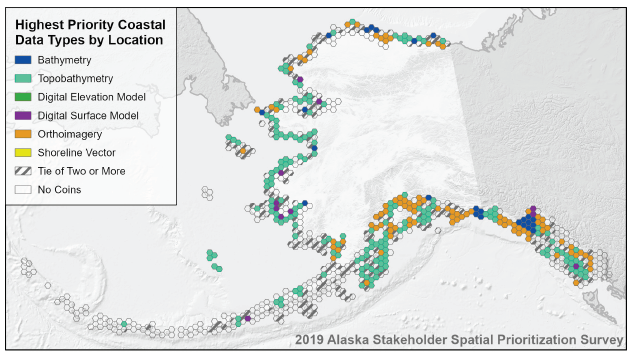 Highest Priority Coastal
Data Types by Location
Bathymetry
Topobathymetry
Digital Elevation Model
Digital Surface Model
Orthoimagery
Shoreline Vector
Tie of Two or More
No Coins
2019 Alaska Stakeholder Spatial Prioritization Survey